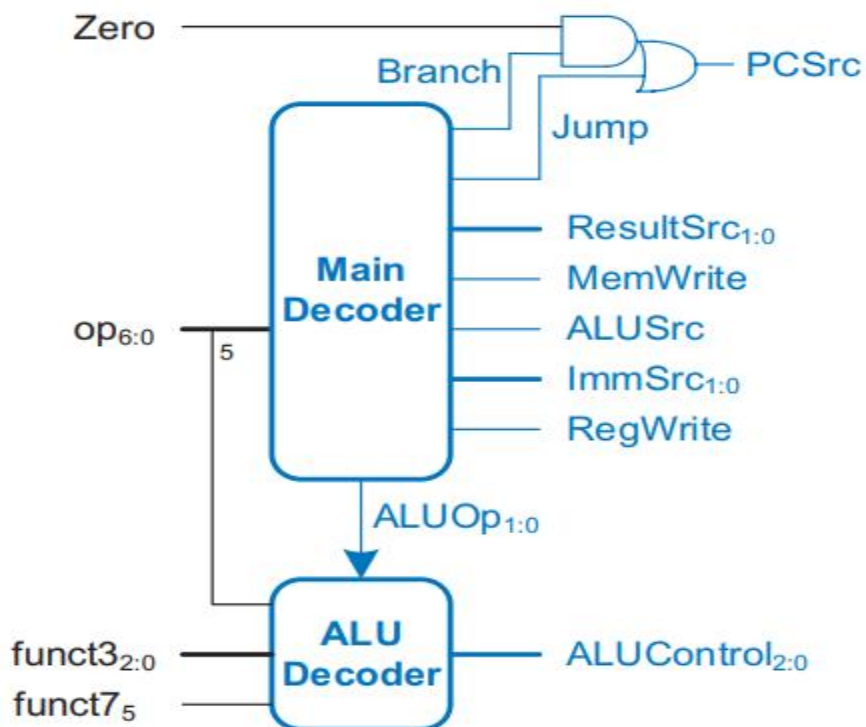 Zero
Branch
PCSrc
Jump
Main
Decoder
ResultSrc₁:₀
MemWrite
op₆:₀
5
ALUSrc
ImmSrc₁:₀
RegWrite
ALUOp₁:₀
ALU
Decoder
funct3₂:₀
ALUControl₂:₀
funct7₅